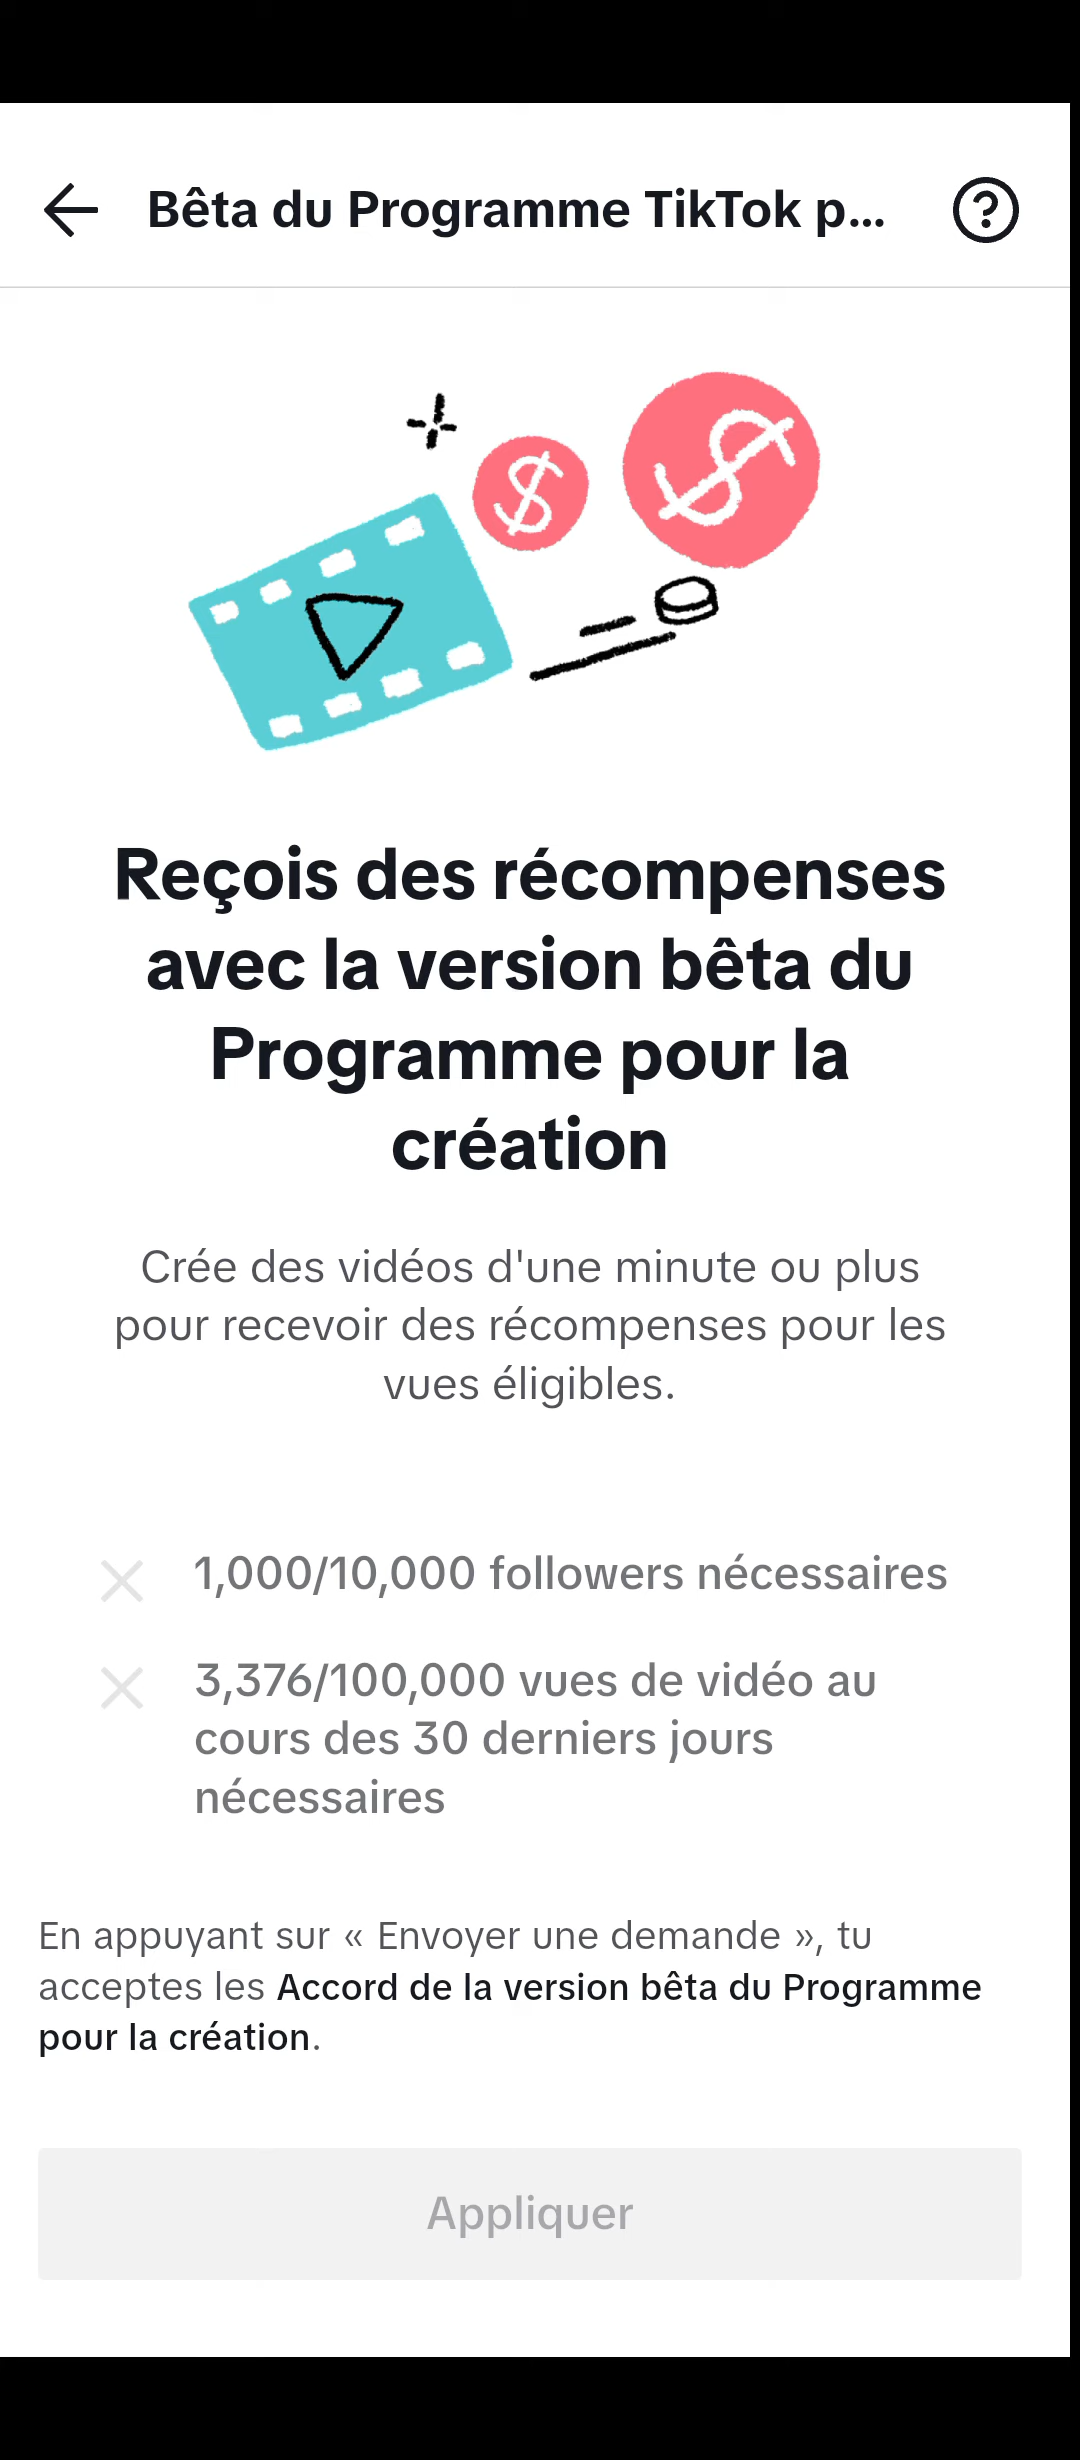 Bêta du Programme TikTok p...
Reçois des récompenses
avec la version bêta du
Programme pour la
création
Crée des vidéos d'une minute ou plus
pour recevoir des récompenses pour les
vues éligibles.
1,000/10,000 followers nécessaires
3,376/100,000 vues de vidéo au
cours des 30 derniers jours
nécessaires
En appuyant sur « Envoyer une demande », tu
acceptes les Accord de la version bêta du Programme
pour la création.
Appliquer